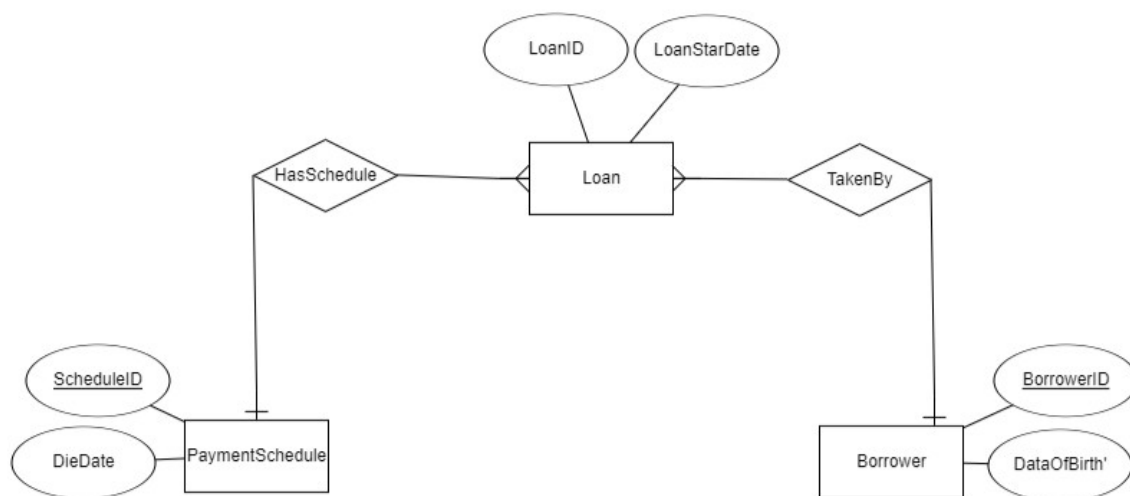 LoanID
LoanStarDate
HasSchedule
Loan
TakenBy
ScheduleID
BorrowerID
DieDate
PaymentSchedule
Borrower
DataOfBirth'